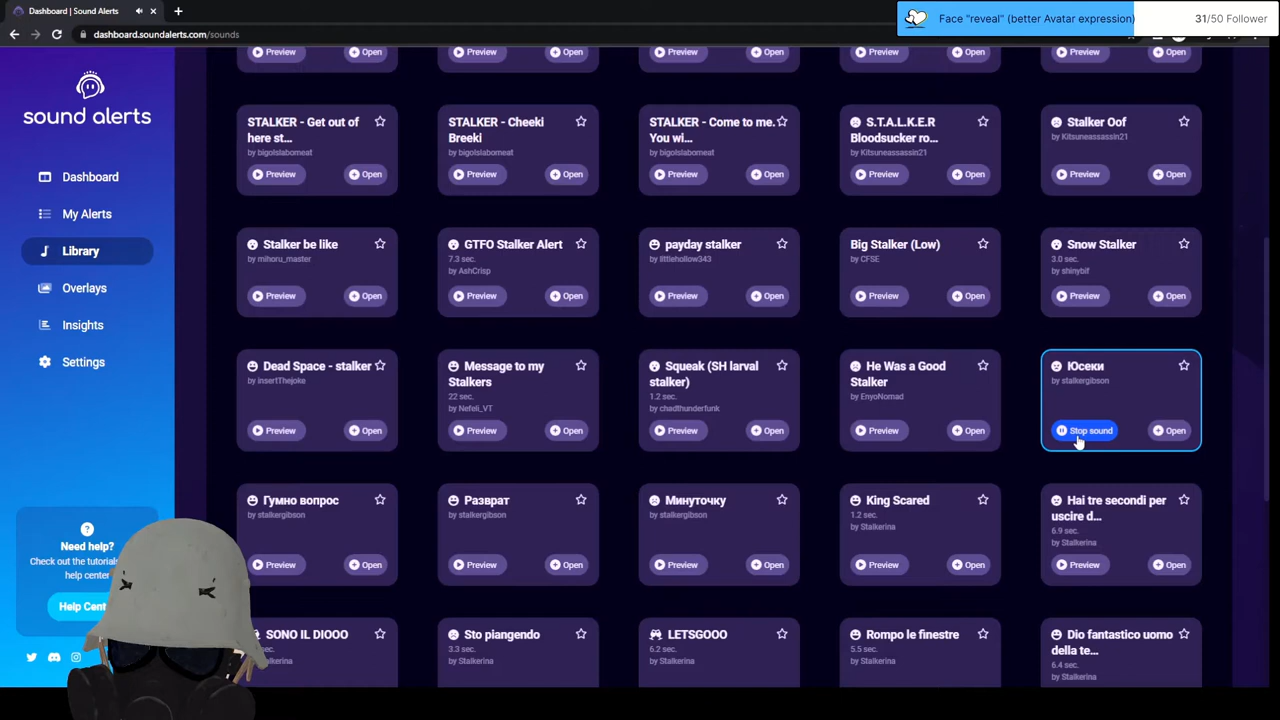 Dashboard | Sound Alerts
dashboard.soundalerts.com/sounds
Face "reveal" (better Avatar expression)
31/50 Follower
sound alerts
Dashboard
My Alerts
Library
Overlays
Insights
Settings
Need help?
Check out the tutorial
help center
Help Cent
Preview Open
Preview Open
Preview Open
Preview Open
Preview Open
STALKER - Get out of
here st...
by bigolslabomeat
Preview Open
STALKER - Cheeki
Breeki
by bigolslabomeat
Preview Open
STALKER - Come to me.
You wi...
by bigolslabomeat
Preview Open
S.T.A.L.K.E.R
Bloodsucker ro...
by Kitsuneassassin21
Preview Open
Stalker Oof
by Kitsuneassassin21
Preview Open
Stalker be like
by mihoru_master
Preview Open
GTFO Stalker Alert
7.3 sec.
by AshCrisp
Preview Open
payday stalker
by littlehollow343
Preview Open
Big Stalker (Low)
by CFSE
Preview Open
Snow Stalker
3.0 sec.
by shinybif
Preview Open
Dead Space - stalker
by insertThejoke
Preview Open
Message to my
Stalkers
22 sec.
by Nefeli_VT
Preview Open
Squeak (SH larval
stalker)
1.2 sec.
by chadthunderfunk
Preview Open
He Was a Good
Stalker
by EnyoNomad
Preview Open
Юсеки
by stalkergibson
Stop sound Open
Гумно вопрос
by stalkergibson
Preview Open
Разврат
by stalkergibson
Preview Open
Минуточку
by stalkergibson
Preview Open
King Scared
1.2 sec.
by Stalkerina
Preview Open
Hai tre secondi per
uscire d...
6.9 sec.
by Stalkerina
Preview Open
SONO IL DIOOO
sec.
by Stalkerina
Sto piangendo
3.3 sec.
by Stalkerina
LETSGOOO
6.2 sec.
by Stalkerina
Rompo le finestre
5.5 sec.
by Stalkerina
Dio fantastico uomo
della te...
6.4 sec.
by Stalkerina